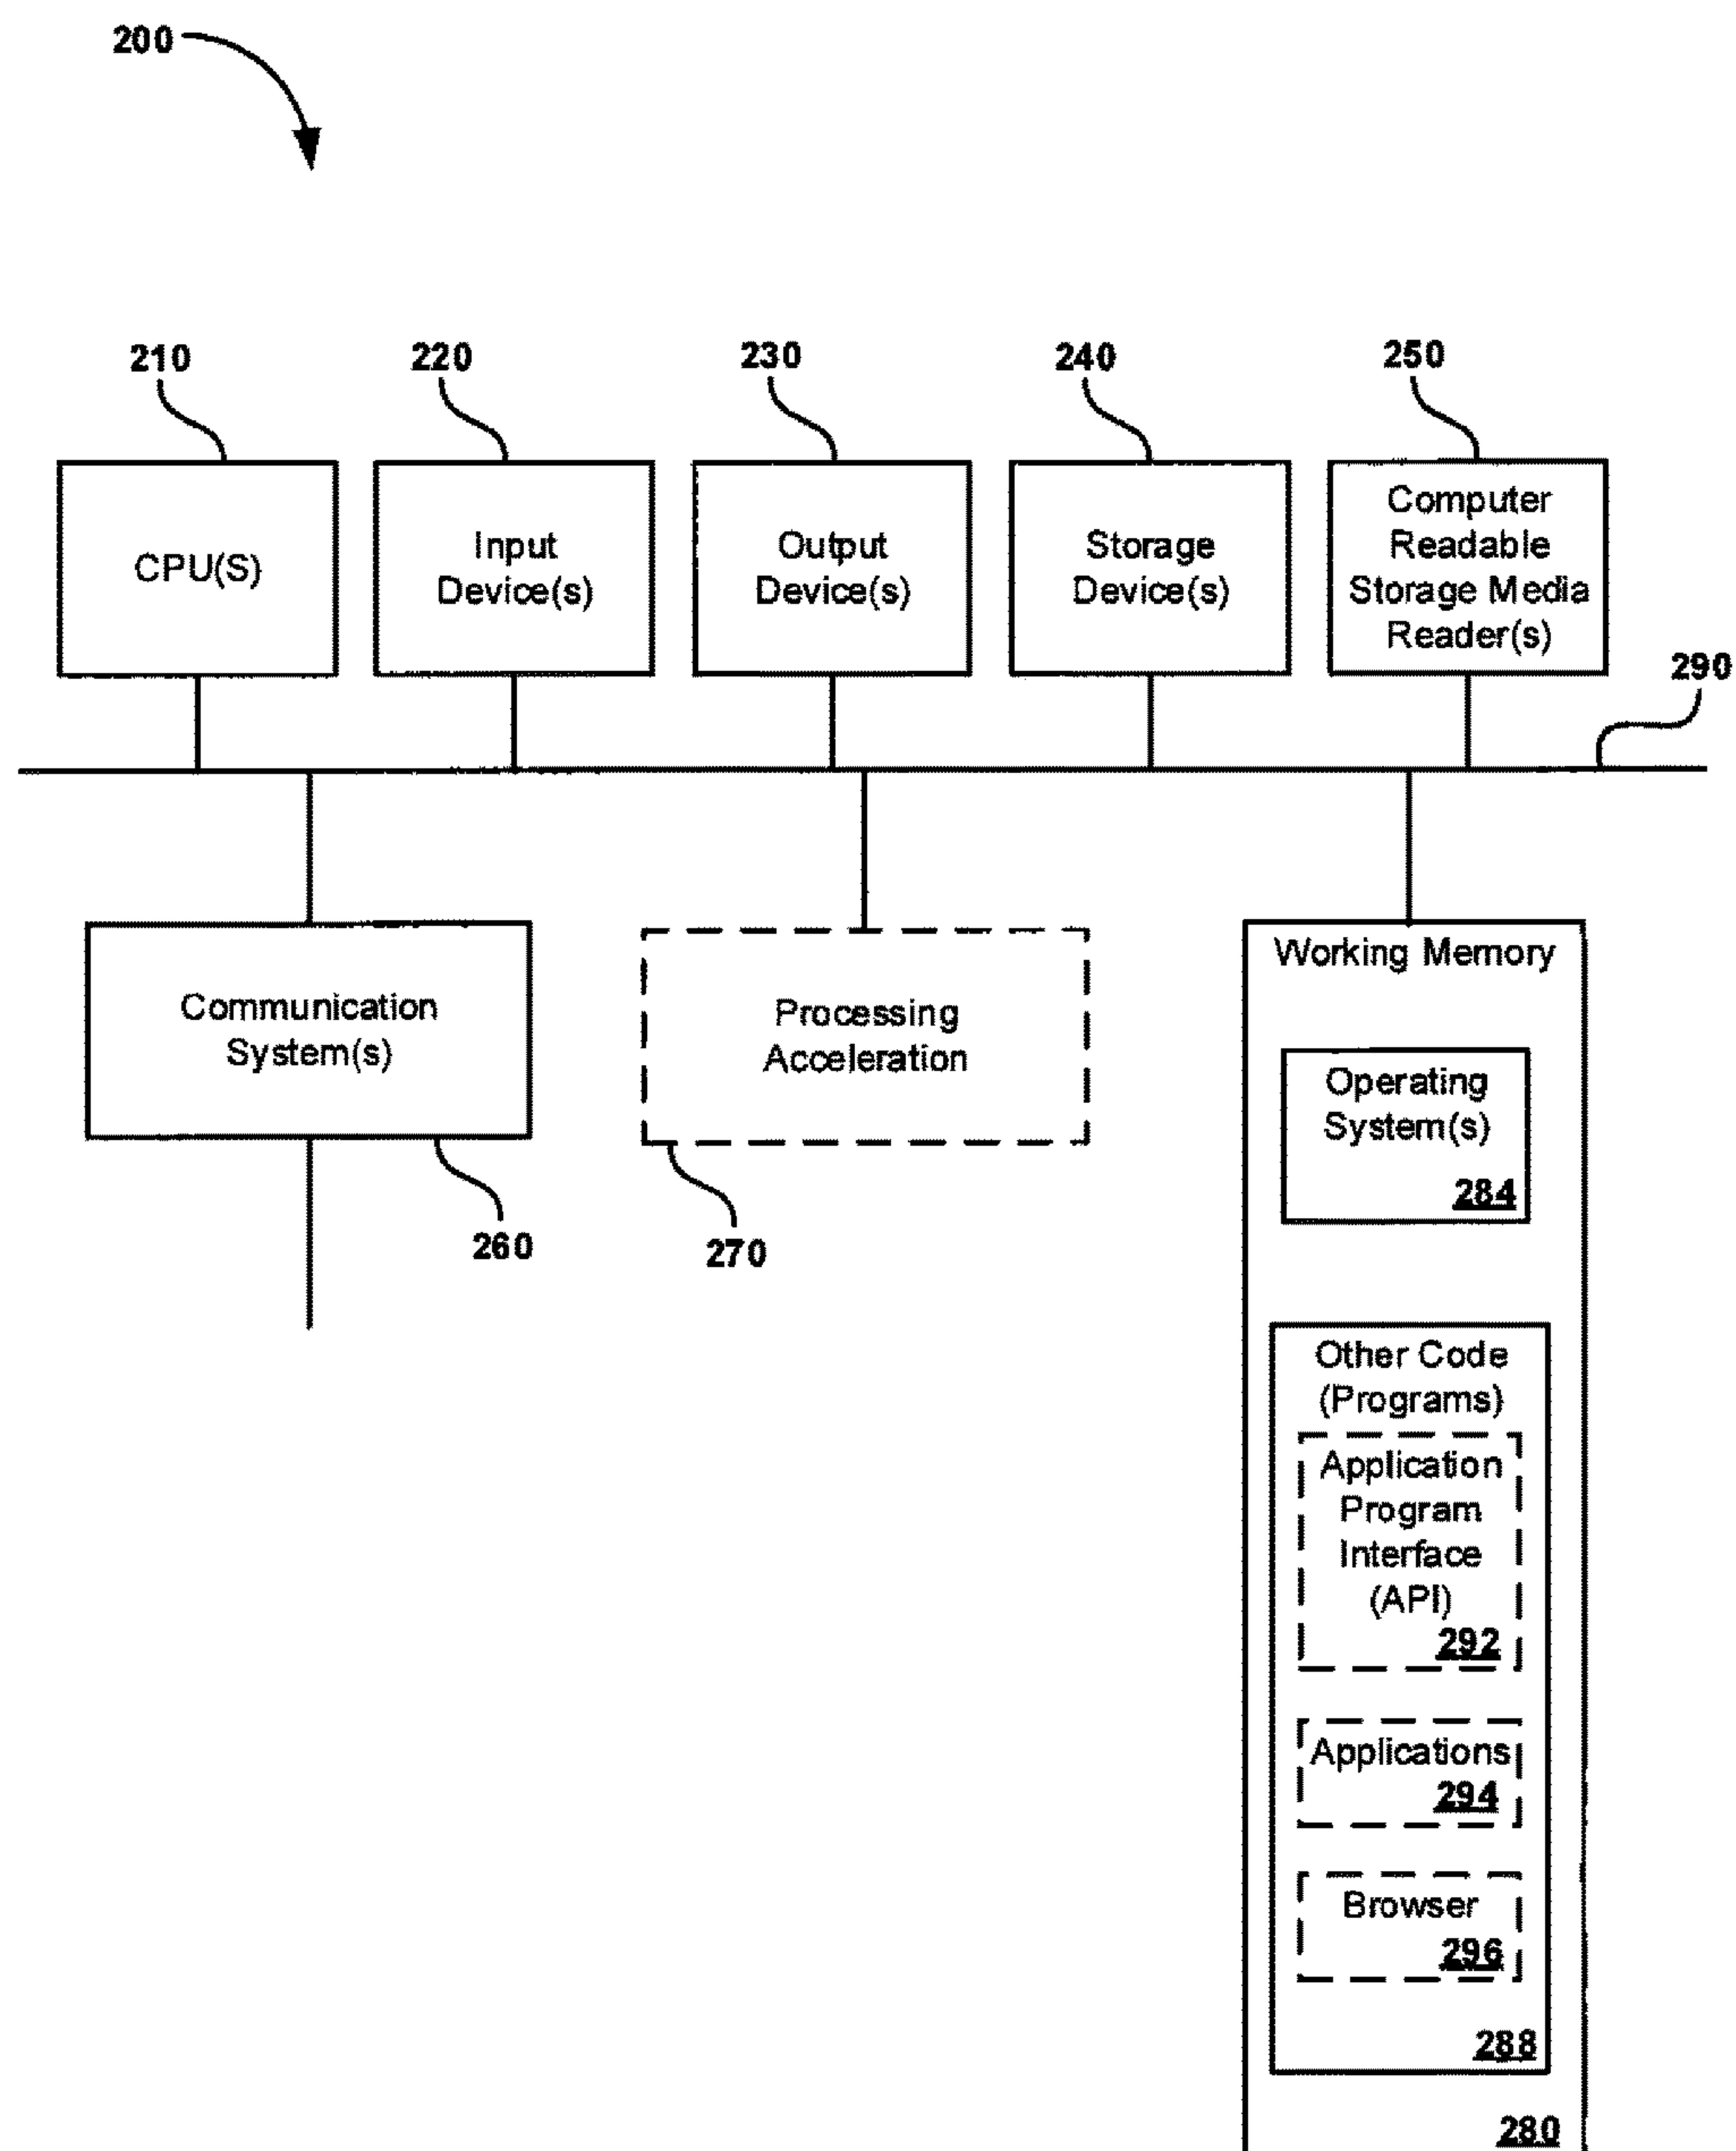 200
210
220
230
240
250
CPU(S)
Input
Device(s)
Output
Device(s)
Storage
Device(s)
Computer
Readable
Storage Media
Reader(s)
290
Communication
System(s)
260
Processing
Acceleration
270
Working Memory
Operating
System(s)
284
Other Code
(Programs)
Application
Program
Interface
(API)
292
Applications
294
Browser
296
288
280